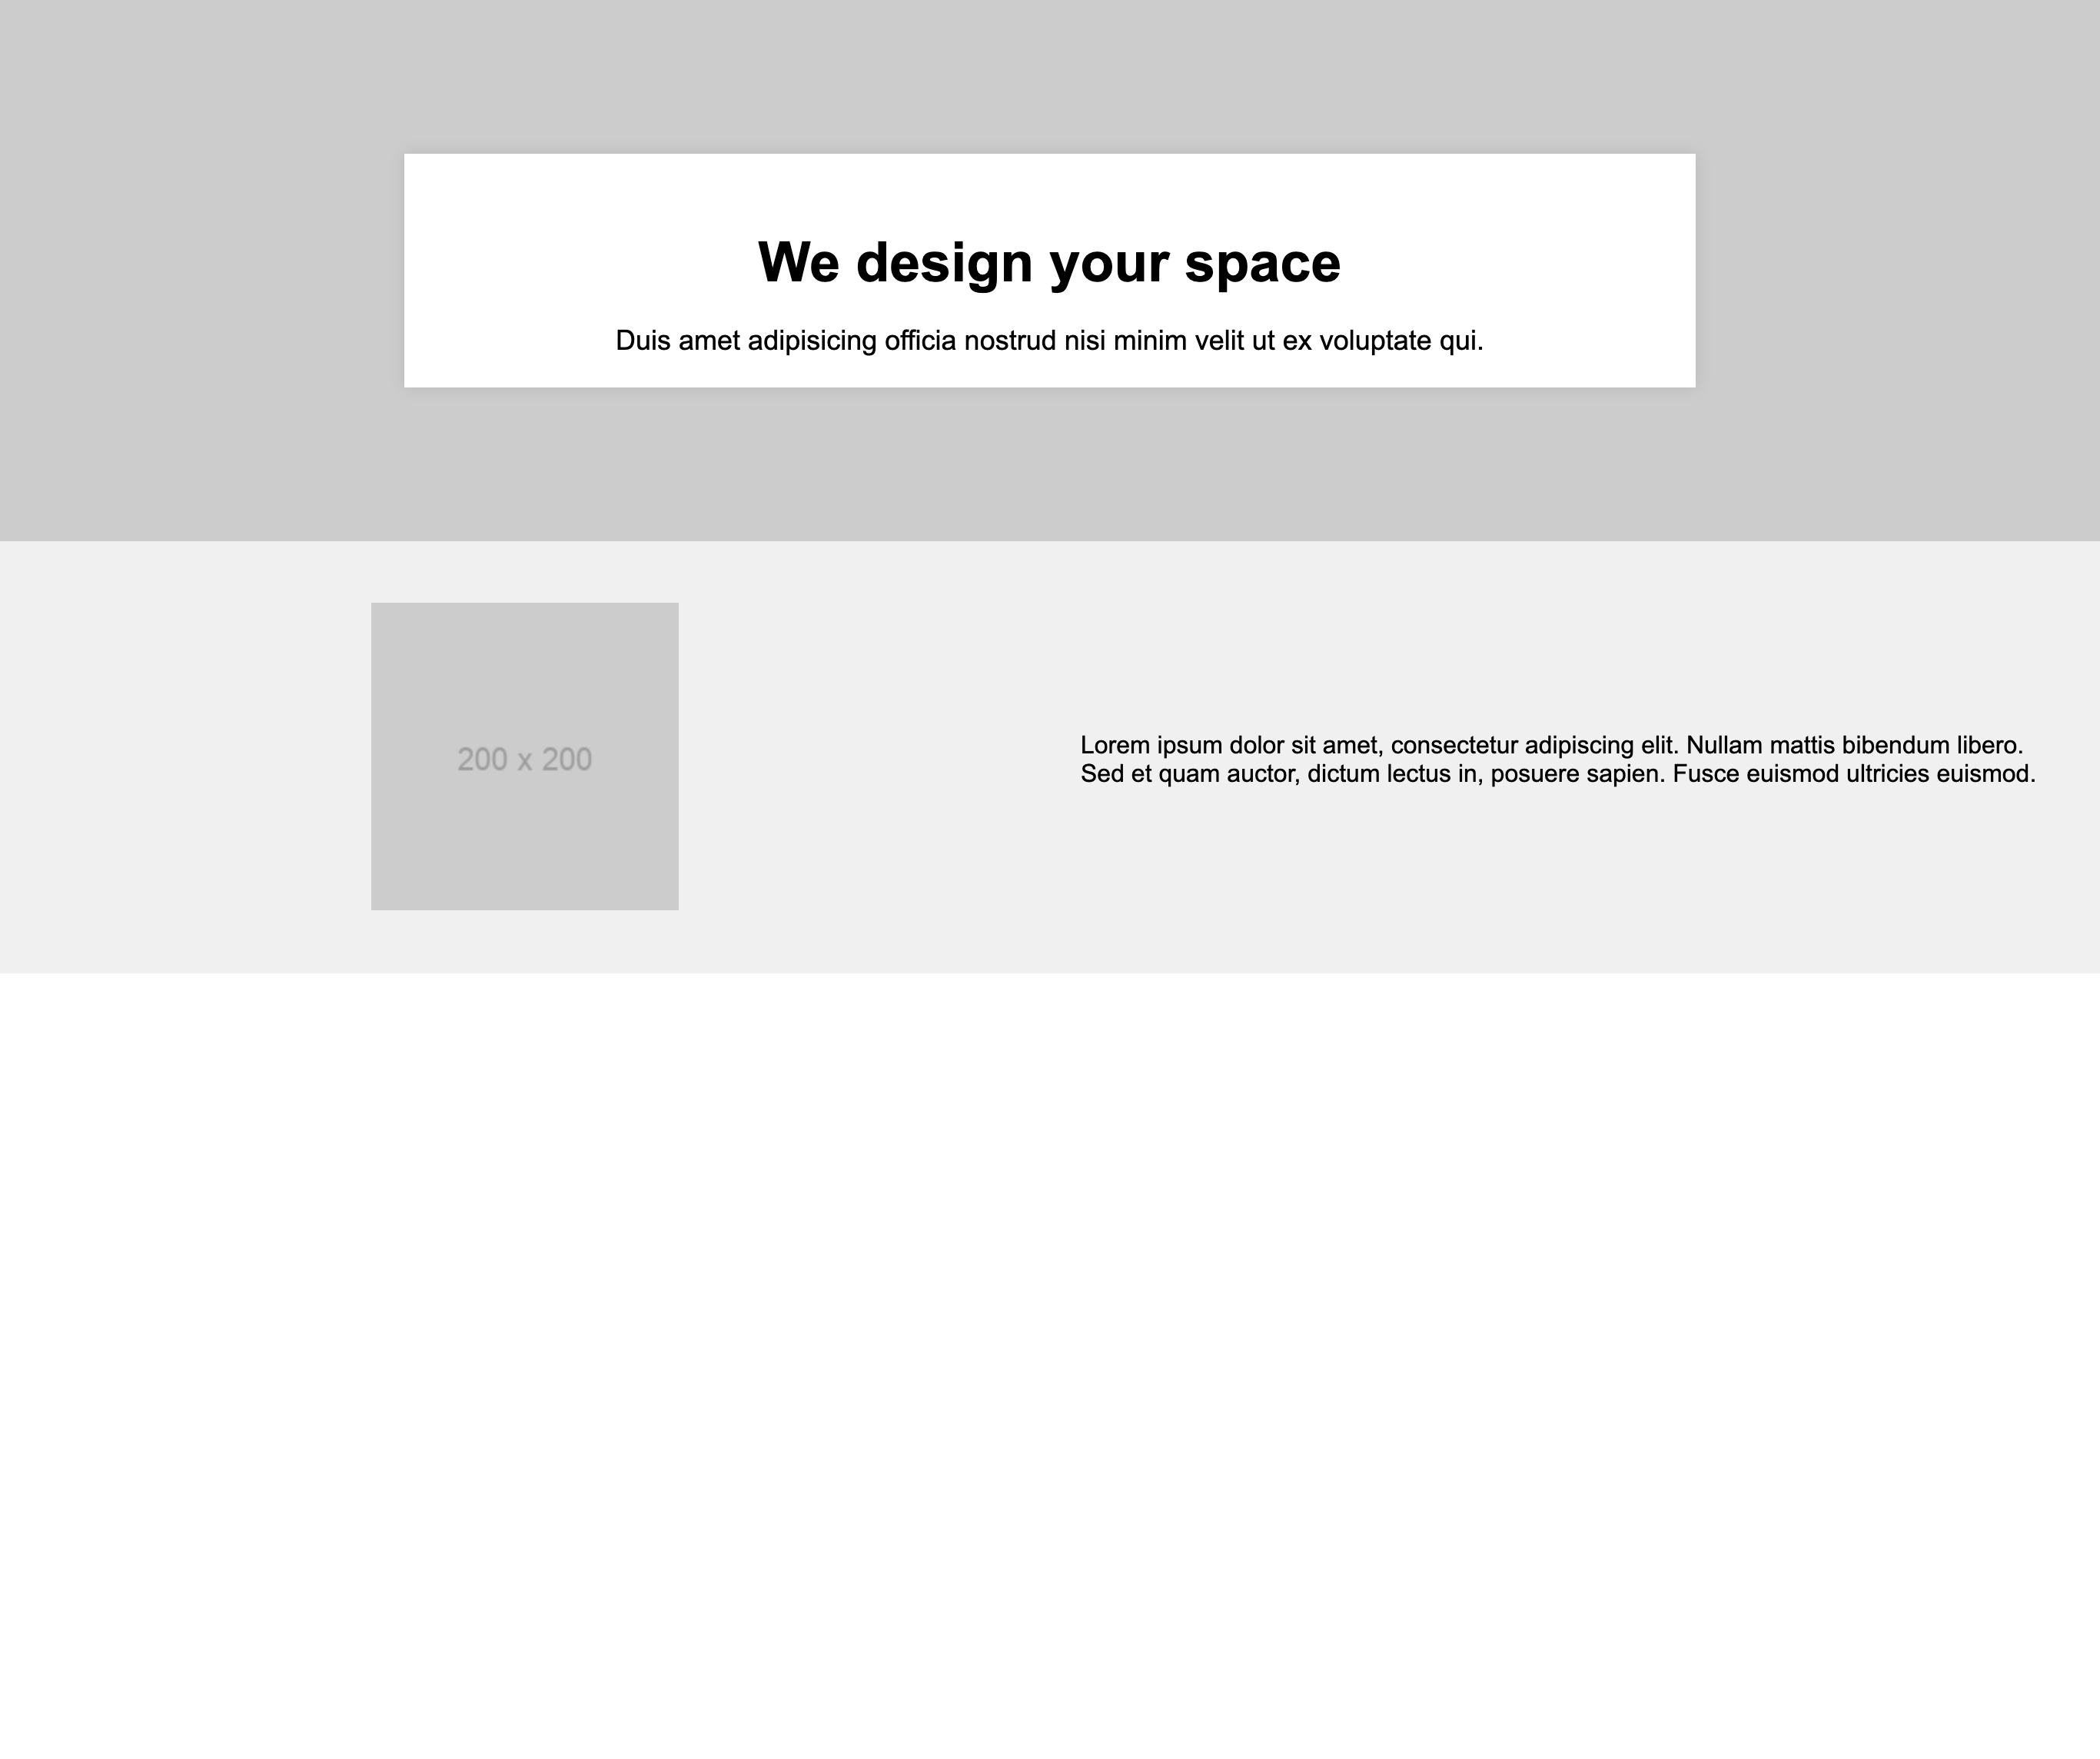 We design your space
Duis amet adipisicing officia nostrud nisi minim velit ut ex voluptate qui.
200 x 200
Lorem ipsum dolor sit amet, consectetur adipiscing elit. Nullam mattis bibendum libero.
Sed et quam auctor, dictum lectus in, posuere sapien. Fusce euismod ultricies euismod.